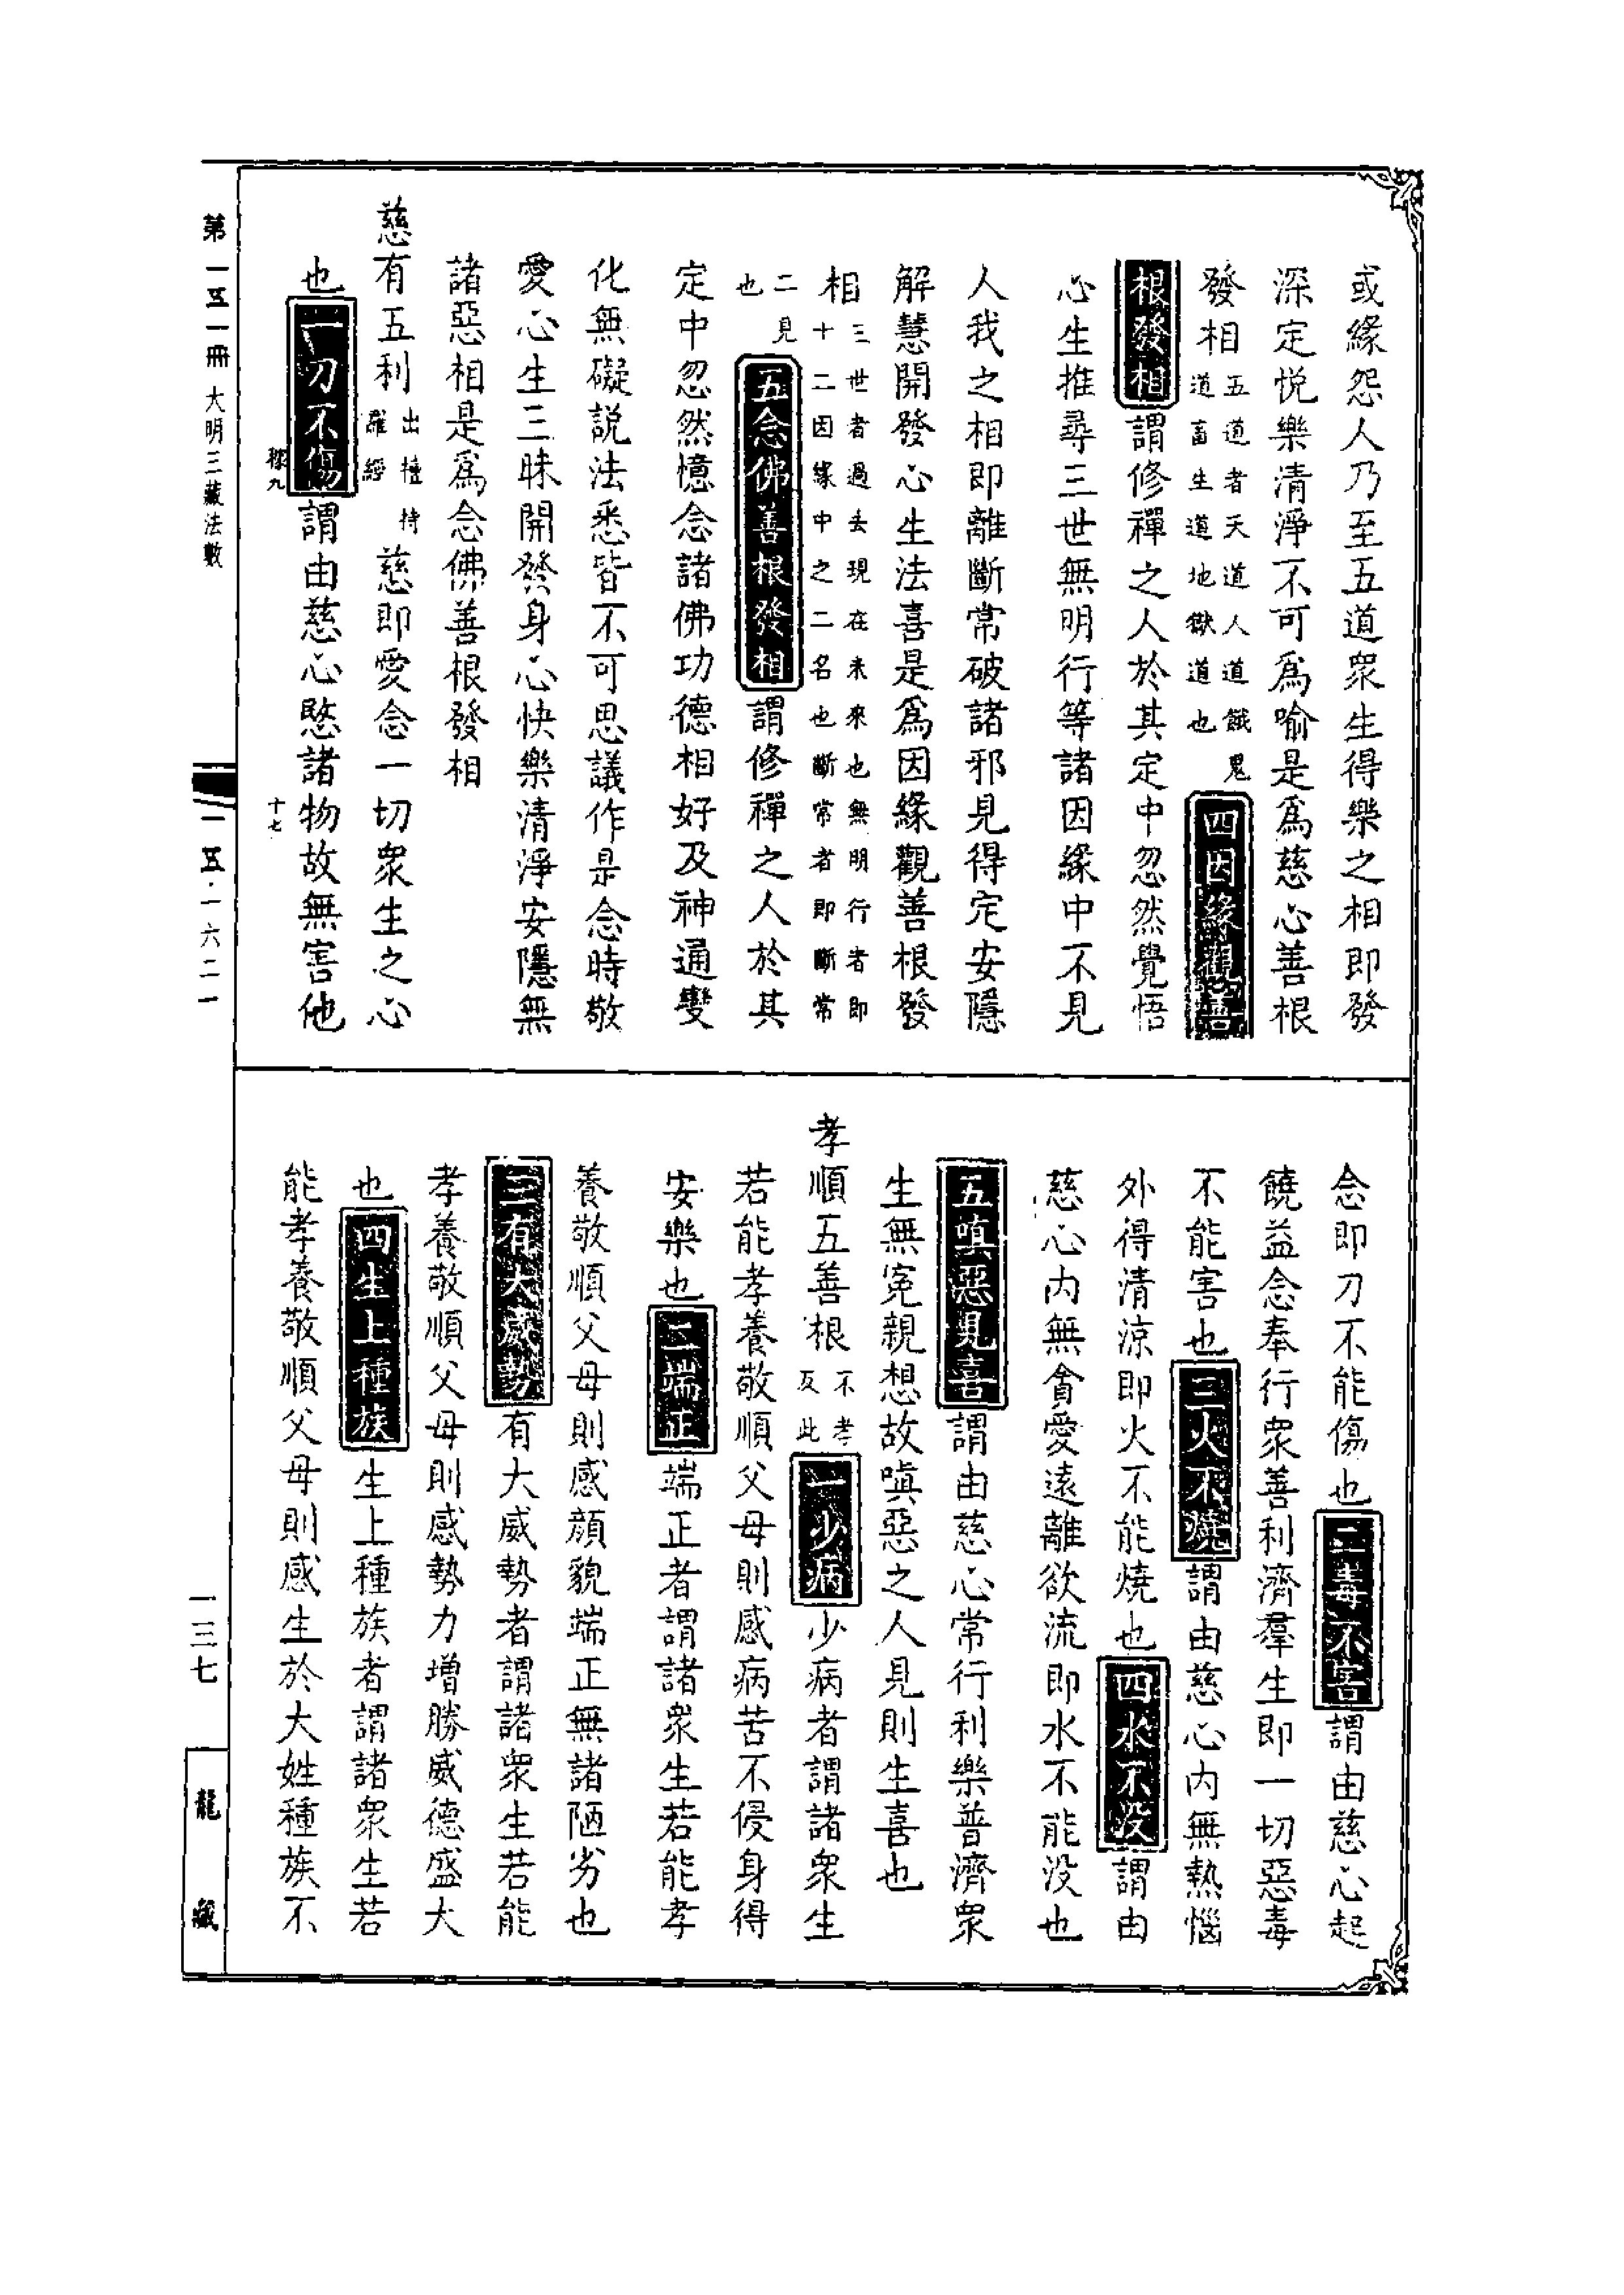 或緣怨人乃至五道衆生得樂之相即發
深定悅樂清淨不可爲喻是爲慈心善根
發相五道者天道人道餓鬼道畜生道地獄道也四因緣觀善
根發相謂修禪之人於其定中忽然覺悟
心生推尋三世無明行等諸因緣中不見
人我之相即離斷常破諸邪見得定安隱
解慧開發心生法喜是爲因緣觀善根發
相三世者過去現在未來也無明行者即十二因緣中之二名也斷常者即斷常
二見也五念佛善根發相謂修禪之人於其
定中忽然憶念諸佛功德相好及神通變
化無礙說法悉皆不可思議作是念時敬
愛心生三昧開發身心快樂清淨安隱無
諸惡相是爲念佛善根發相
慈有五利出檀持羅經慈即愛念一切衆生之心
也一刀不傷謂由慈心愍諸物故無害他
稼九
十七
念即刀不能傷也二毒不害謂由慈心起
饒益念奉行衆善利濟羣生即一切惡毒
不能害也三火不燒謂由慈心內無熱惱
外得清涼即火不能燒也四水不没謂由
慈心內無貪愛遠離欲流即水不能没也
五嗔惡見喜謂由慈心常行利樂普濟衆
生無冤親想故嗔惡之人見則生喜也
孝順五善根不孝反此一少病少病者謂諸衆生
若能孝養敬順父母則感病苦不侵身得
安樂也二端正端正者謂諸衆生若能孝
養敬順父母則感顏貌端正無諸陋劣也
三有大威勢有大威勢者謂諸衆生若能
孝養敬順父母則感勢力增勝威德盛大
也四生上種族生上種族者謂諸衆生若
能孝養敬順父母則感生於大姓種族不
第一五一冊 大明三藏法數
一五·一六二一
一三七
龍藏